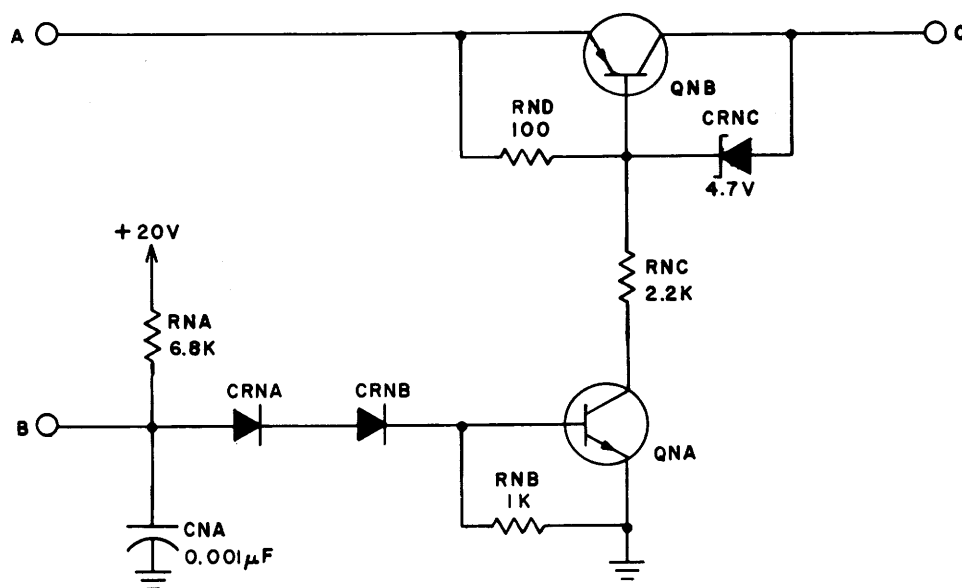 A
C
QNB
RND
100
CRNC
4.7V
+20V
RNC
2.2K
RNA
6.8K
CRNA
CRNB
B
QNA
RNB
1K
CNA
0.001μF